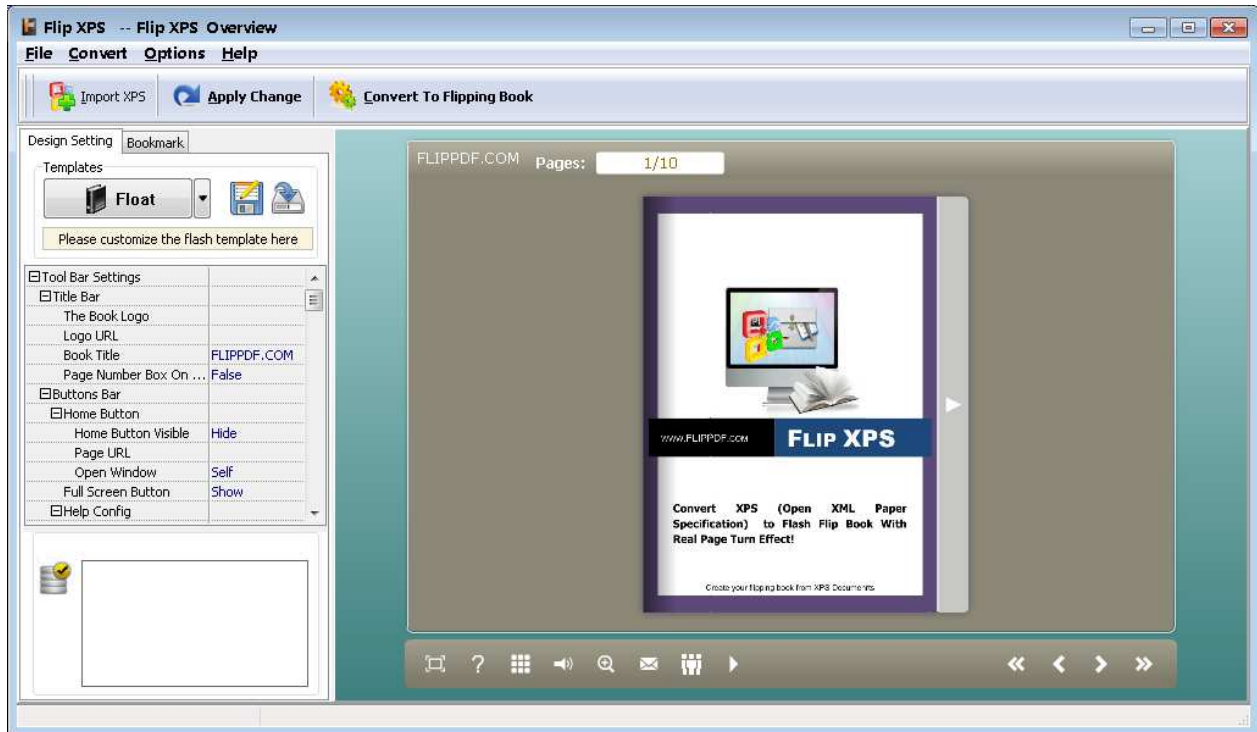 Flip XPS -- Flip XPS Overview
File Convert Options Help
Import XPS Apply Change Convert To Flipping Book
Design Setting Bookmark
Templates
Float
Please customize the flash template here
Tool Bar Settings
Title Bar
The Book Logo
Logo URL
Book Title FLIPPDF.COM
Page Number Box On ... False
Buttons Bar
Home Button
Home Button Visible Hide
Page URL
Open Window Self
Full Screen Button Show
Help Config
FLIPPDF.COM Pages: 1/10
WWW.FLIPPDF.COM FLIP XPS
Convert XPS (Open XML Paper
Specification) to Flash Flip Book With
Real Page Turn Effect!
Create your flipping book from XPS Documents